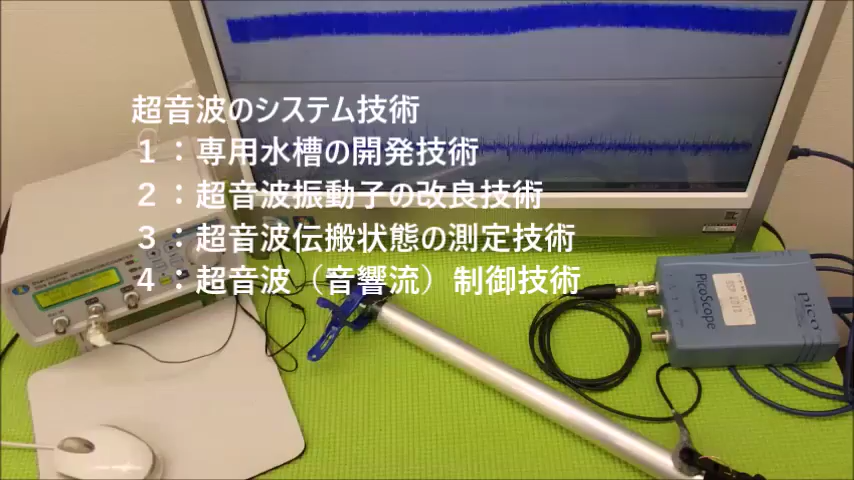 超音波のシステム技術
１：専用水槽の開発技術
２：超音波振動子の改良技術
３：超音波伝搬状態の測定技術
４：超音波（音響流）制御技術
PicoScope
pico